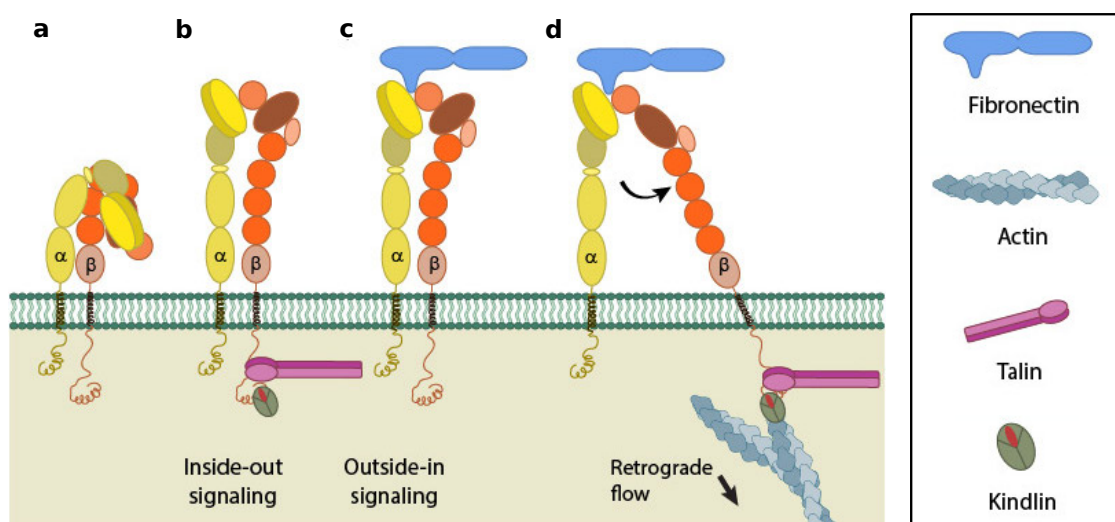 a
b
c
d
α
β
α
β
α
β
α
β
Inside-out
signaling
Outside-in
signaling
Retrograde
flow
Fibronectin
Actin
Talin
Kindlin